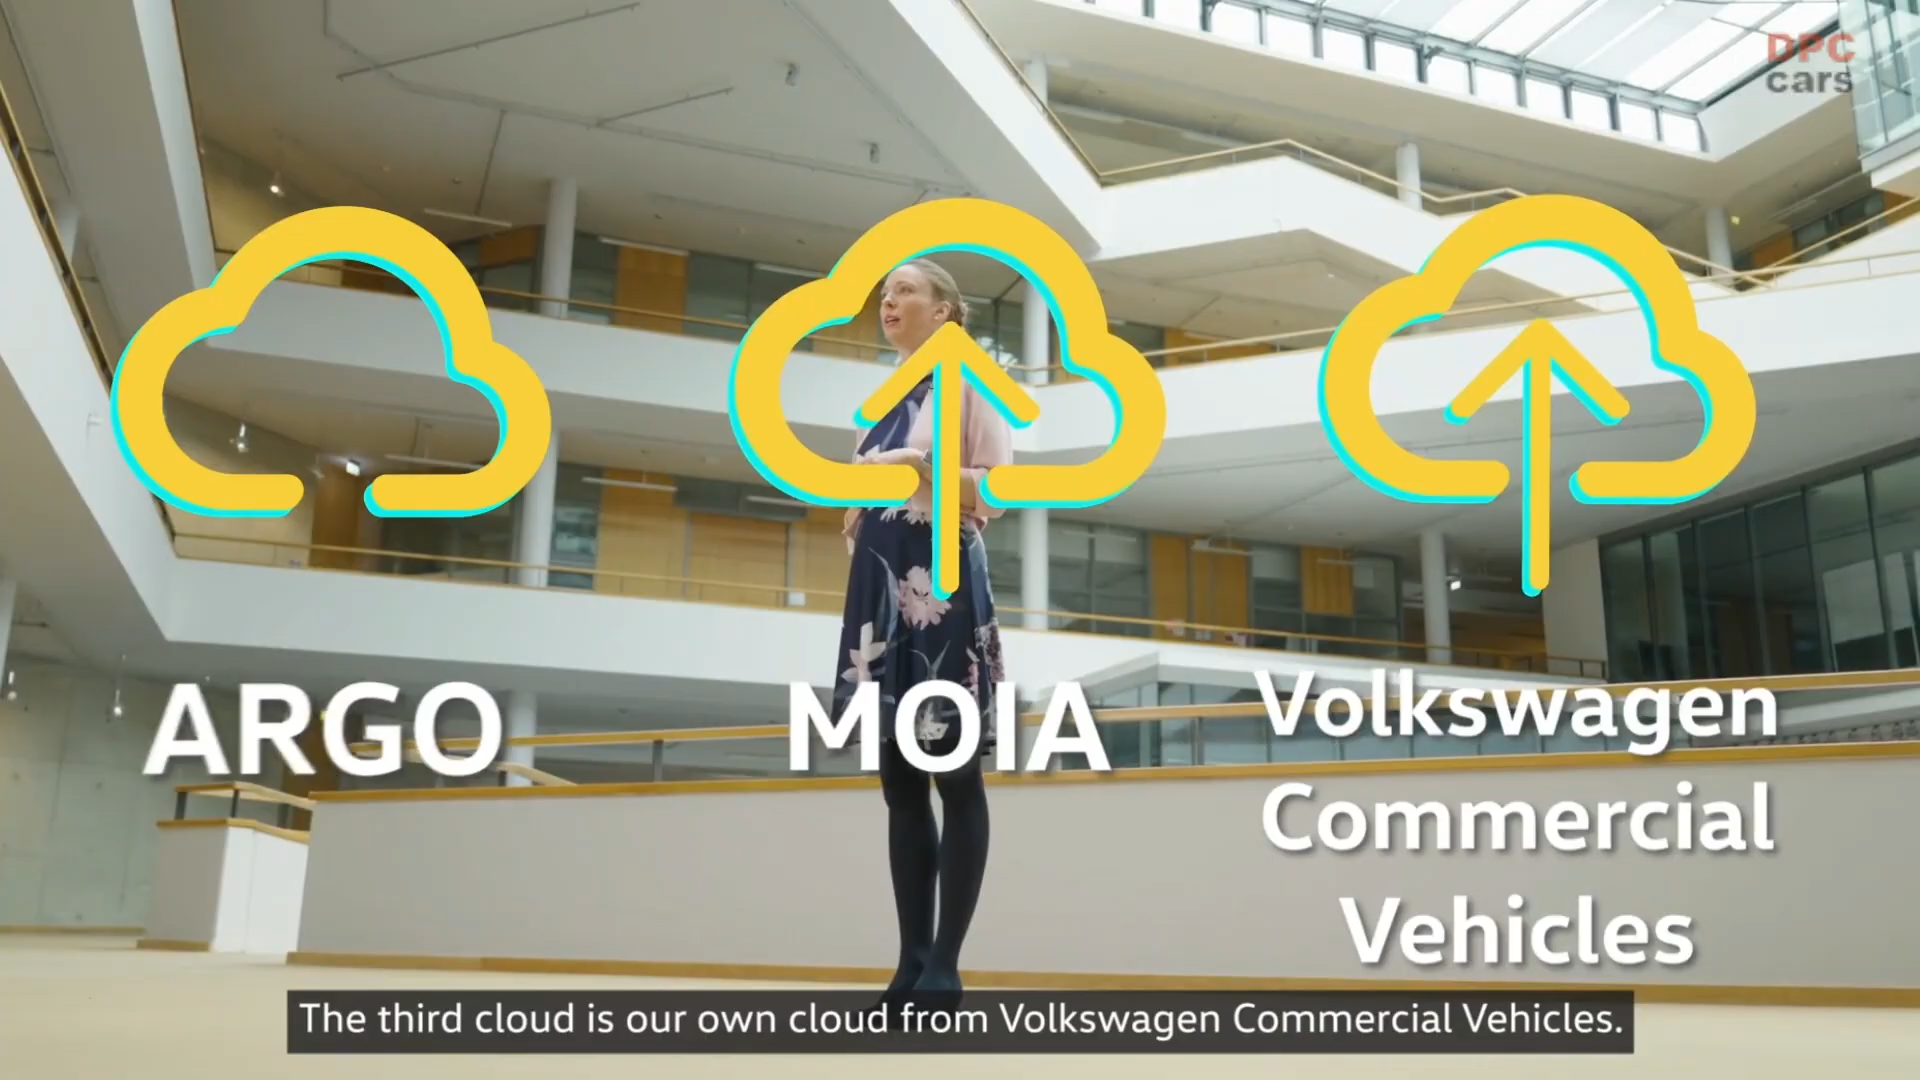 DPC
cars
ARGO
MOIA
Volkswagen
Commercial
Vehicles
The third cloud is our own cloud from Volkswagen Commercial Vehicles.